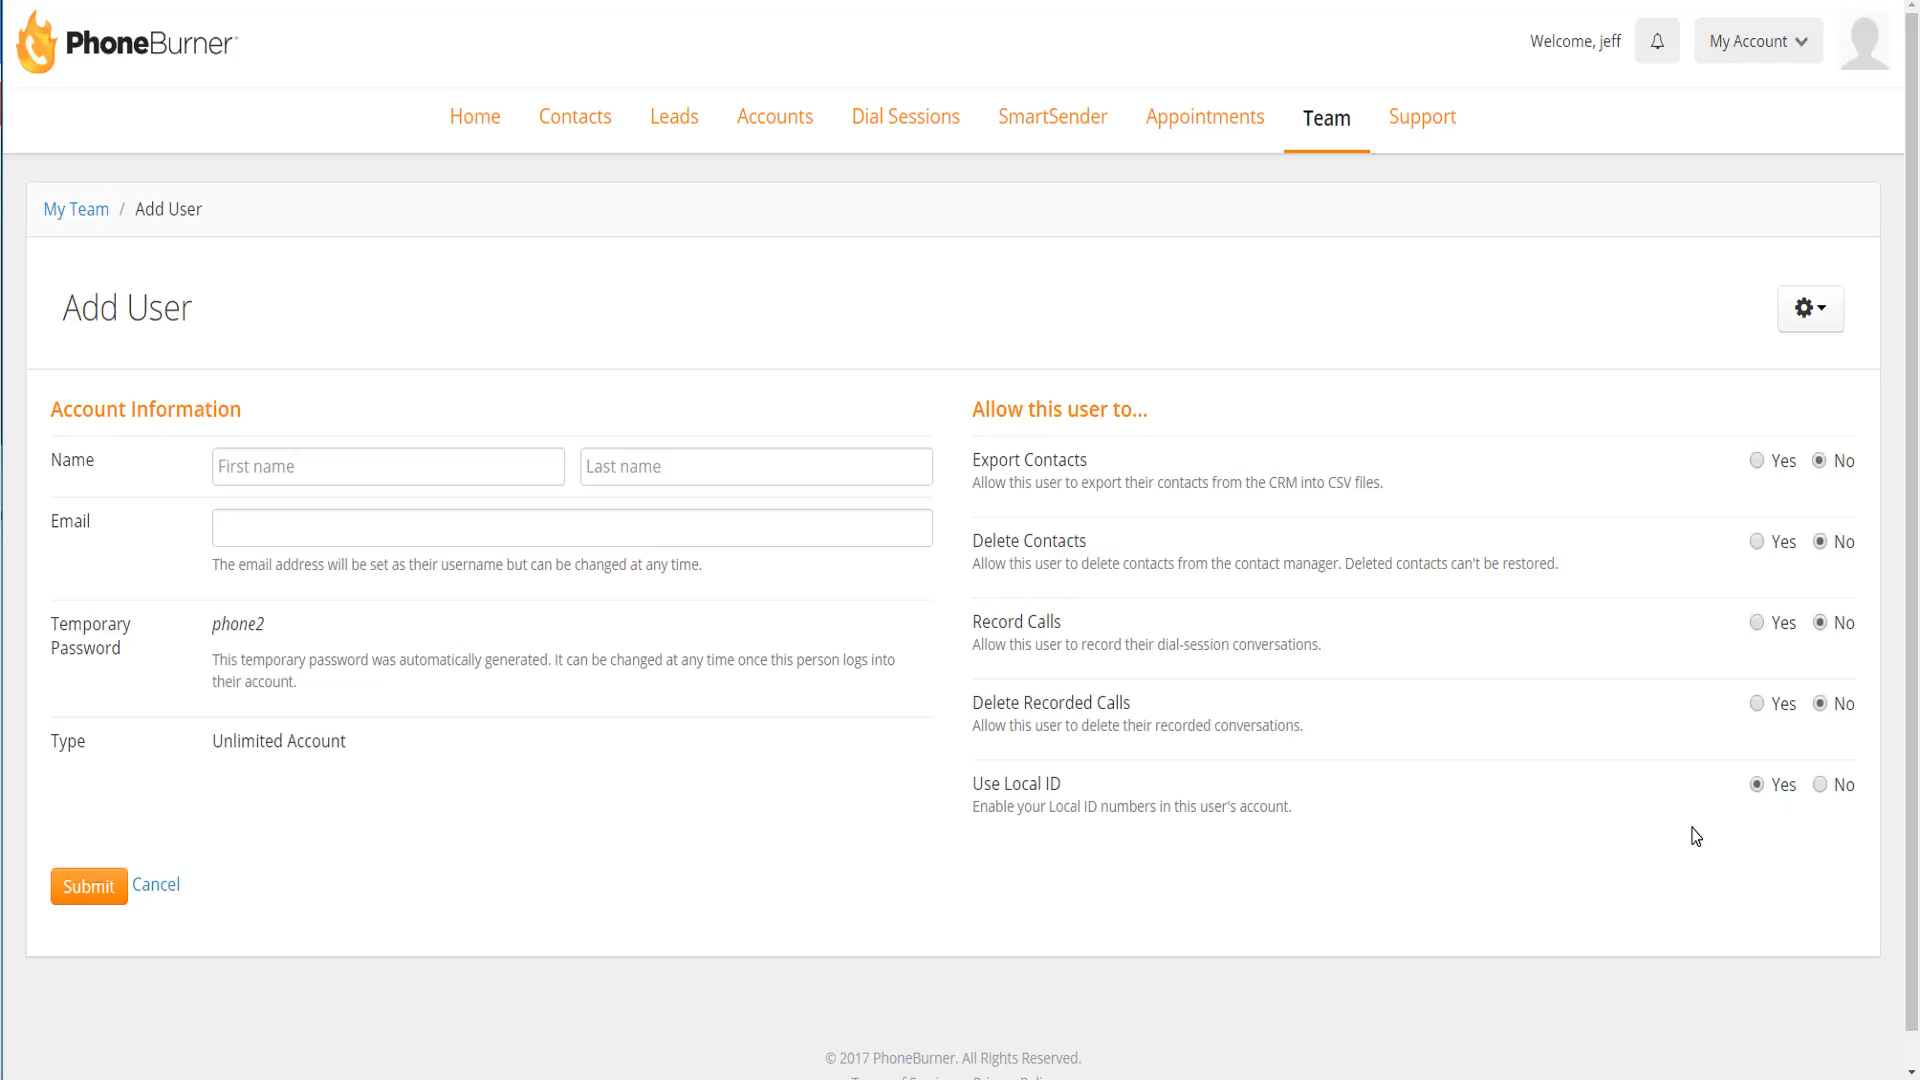 PhoneBurner
Welcome, jeff
My Account
Home Contacts Leads Accounts Dial Sessions SmartSender Appointments Team Support
My Team / Add User
Add User
Account Information
Name First name Last name
Email
The email address will be set as their username but can be changed at any time.
Temporary
Password
phone2
This temporary password was automatically generated. It can be changed at any time once this person logs into
their account.
Type Unlimited Account
Submit Cancel
Allow this user to...
Export Contacts Yes No
Allow this user to export their contacts from the CRM into CSV files.
Delete Contacts Yes No
Allow this user to delete contacts from the contact manager. Deleted contacts can't be restored.
Record Calls Yes No
Allow this user to record their dial-session conversations.
Delete Recorded Calls Yes No
Allow this user to delete their recorded conversations.
Use Local ID Yes No
Enable your Local ID numbers in this user's account.
© 2017 PhoneBurner. All Rights Reserved.